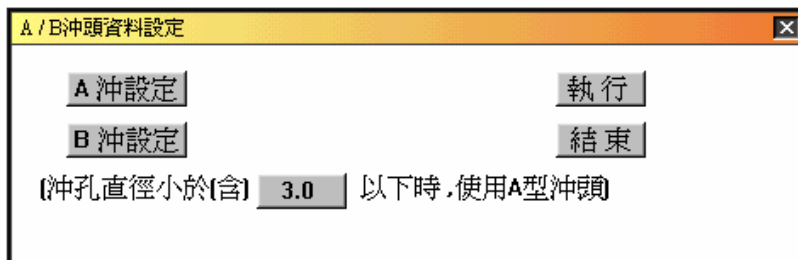 A / B沖頭資料設定
A 沖設定 執 行
B 沖設定 結 束
(沖孔直徑小於(含) 3.0 以下時 ,使用A型沖頭)